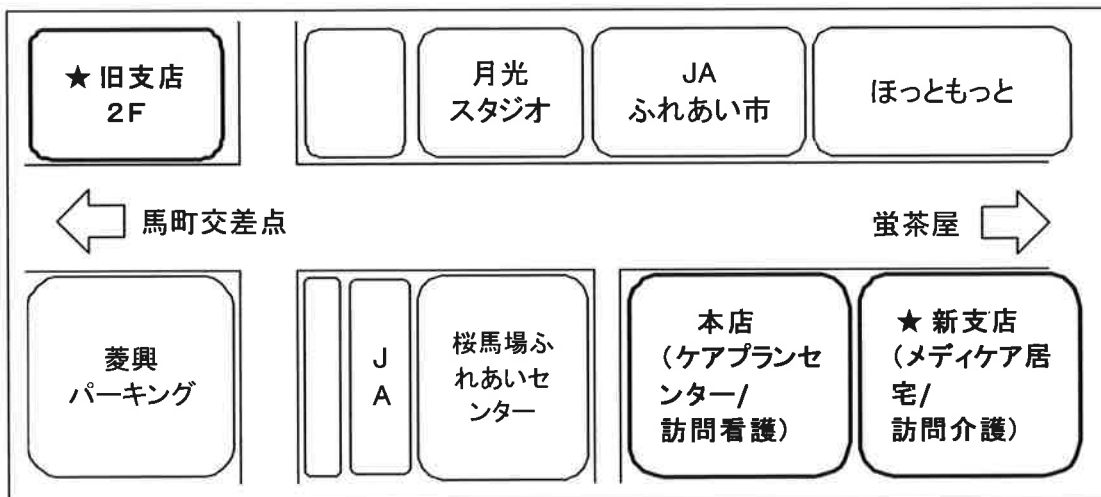 ★旧支店
2F
月光
スタジオ
JA
ふれあい市
ほっともっと
馬町交差点
蛍茶屋
菱興
パーキング
J
A
桜馬場ふ
れあいセ
ンター
本店
(ケアプランセ
ンター/
訪問看護)
★新支店
(メディケア居
宅/
訪問介護)